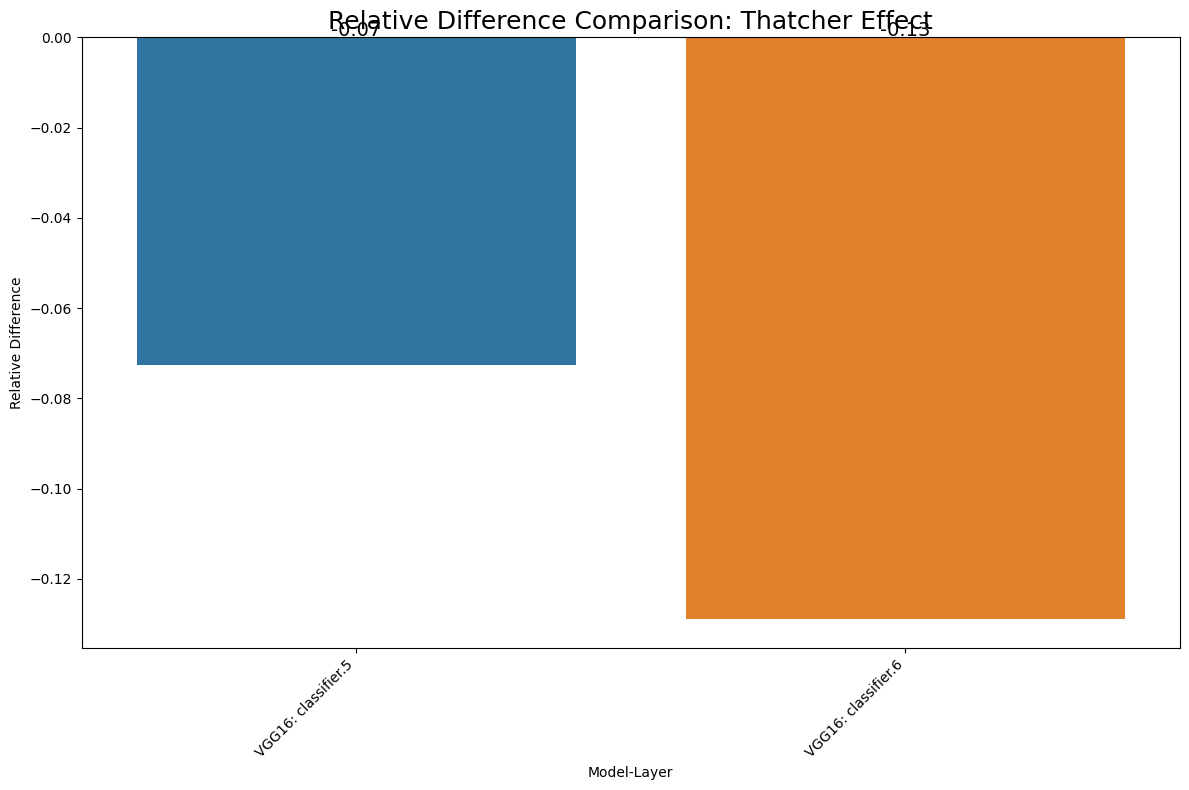 Relative Difference Comparison: Thatcher Effect
-0.07
-0.13
0.00
−0.02
−0.04
−0.06
−0.08
−0.10
−0.12
Relative Difference
VGG16: classifier.5
VGG16: classifier.6
Model-Layer